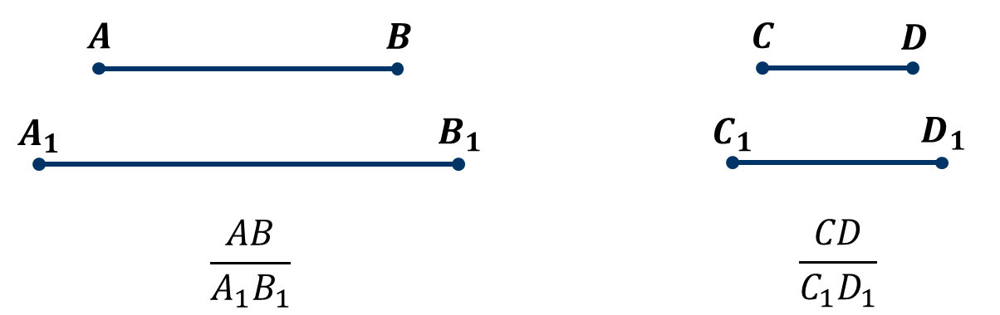 A B C D
A₁ B₁ C₁ D₁
AB CD
A₁B₁ C₁D₁